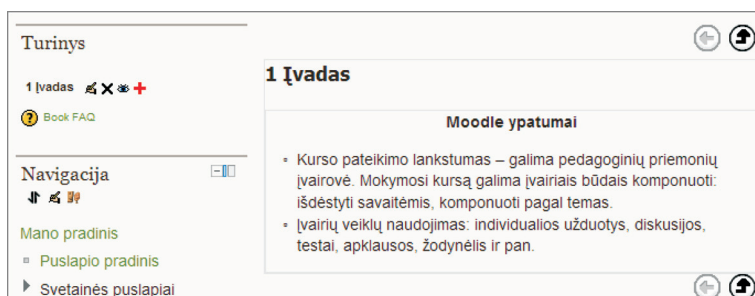 Turinys
1 Įvadas
Book FAQ
Navigacija
Mano pradinis
Puslapio pradinis
Svetainės puslapiai
1 Įvadas
Moodle ypatumai
Kurso pateikimo lankstumas – galima pedagoginių priemonių
įvairovė. Mokymosi kursą galima įvairiais būdais komponuoti:
išdėstyti savaitėmis, komponuoti pagal temas.
Įvairių veiklų naudojimas: individualios užduotys, diskusijos,
testai, apklausos, žodynėlis ir pan.